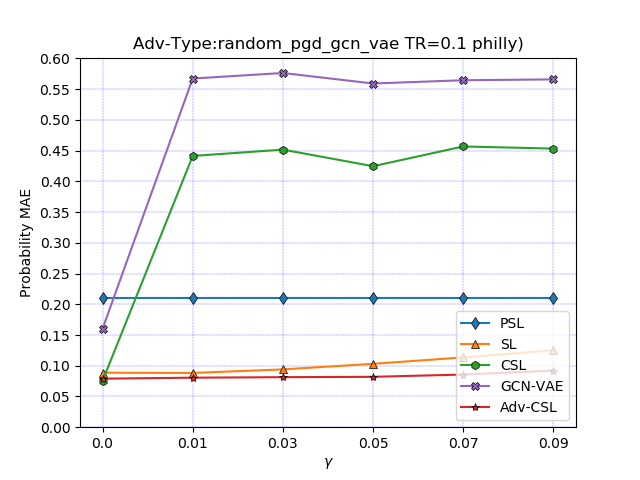 Adv-Type:random_pgd_gcn_vae TR=0.1 philly)
0.60
0.55
0.50
0.45
0.40
0.35
0.30
0.25
0.20
0.15
0.10
0.05
0.00
Probability MAE
0.0 0.01 0.03 0.05 0.07 0.09
γ
PSL
SL
CSL
GCN-VAE
Adv-CSL